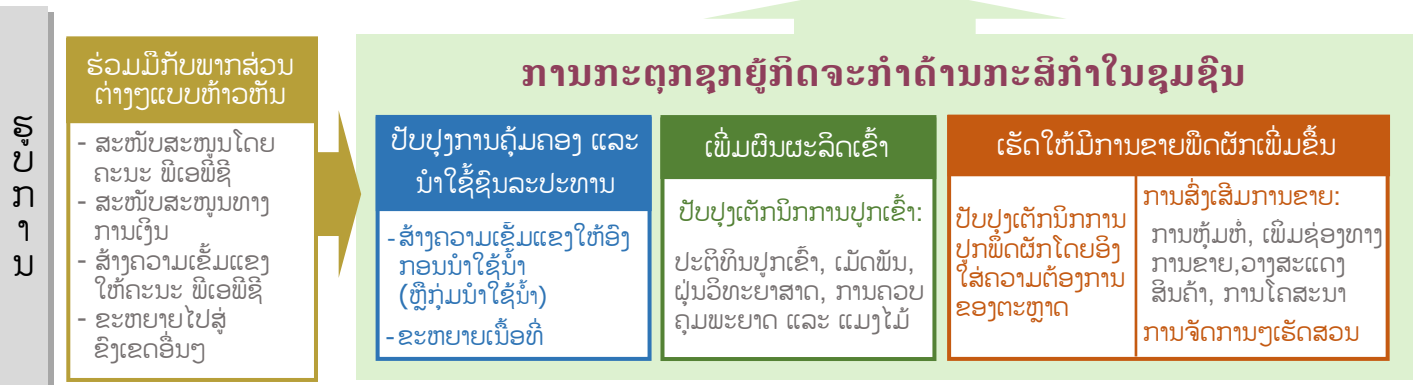 ຮູບການ
ຮ່ວມມືກັບພາກສ່ວນ
ຕ່າງໆແບບຫ້າວຫັນ
- ສະໜັບສະໜູນໂດຍ
ຄະນະ ພີເອພີຊີ
- ສະໜັບສະໜູນທາງ
ການເງິນ
- ສ້າງຄວາມເຂັ້ມແຂງ
ໃຫ້ຄະນະ ພີເອພີຊີ
- ຂະຫຍາຍໄປສູ່
ຂົງເຂດອື່ນໆ
ການກະຕຸກຊຸກຍູ້ກິດຈະກຳດ້ານກະສິກຳໃນຊຸມຊືນ
ປັບປຸງການຄຸ້ມຄອງ ແລະ
ນຳໃຊ້ຊົນລະປະທານ
-ສ້າງຄວາມເຂັ້ມແຂງໃຫ້ອົງ
ກອນນຳໃຊ້ນ້ຳ
(ຫຼືກຸ່ມນຳໃຊ້ນ້ຳ)
-ຂະຫຍາຍເນື້ອທີ່
ເພີ່ມຜົນຜະລິດເຂົ້າ
ປັບປຸງເຕັກນິກການປູກເຂົ້າ:
ປະຕິທິນປູກເຂົ້າ, ເມັດພັນ,
ຝຸ່ນວິທະຍາສາດ, ການຄວບ
ຄຸມພະຍາດ ແລະ ແມງໄມ້
ເຮັດໃຫ້ມີການຂາຍພືດຜັກເພີ່ມຂຶ້ນ
ປັບປຸງເຕັກນິກການ
ປູກພຶດຜັກໂດຍອິງ
ໃສ່ຄວາມຕ້ອງການ
ຂອງຕະຫຼາດ
ການສົ່ງເສີມການຂາຍ:
ການຫຸ້ມຫໍ່, ເພີ່ມຊ່ອງທາງ
ການຂາຍ,ວາງສະແດງ
ສິນຄ້າ, ການໂຄສະນາ
ການຈັດການໆເຮັດສວນ